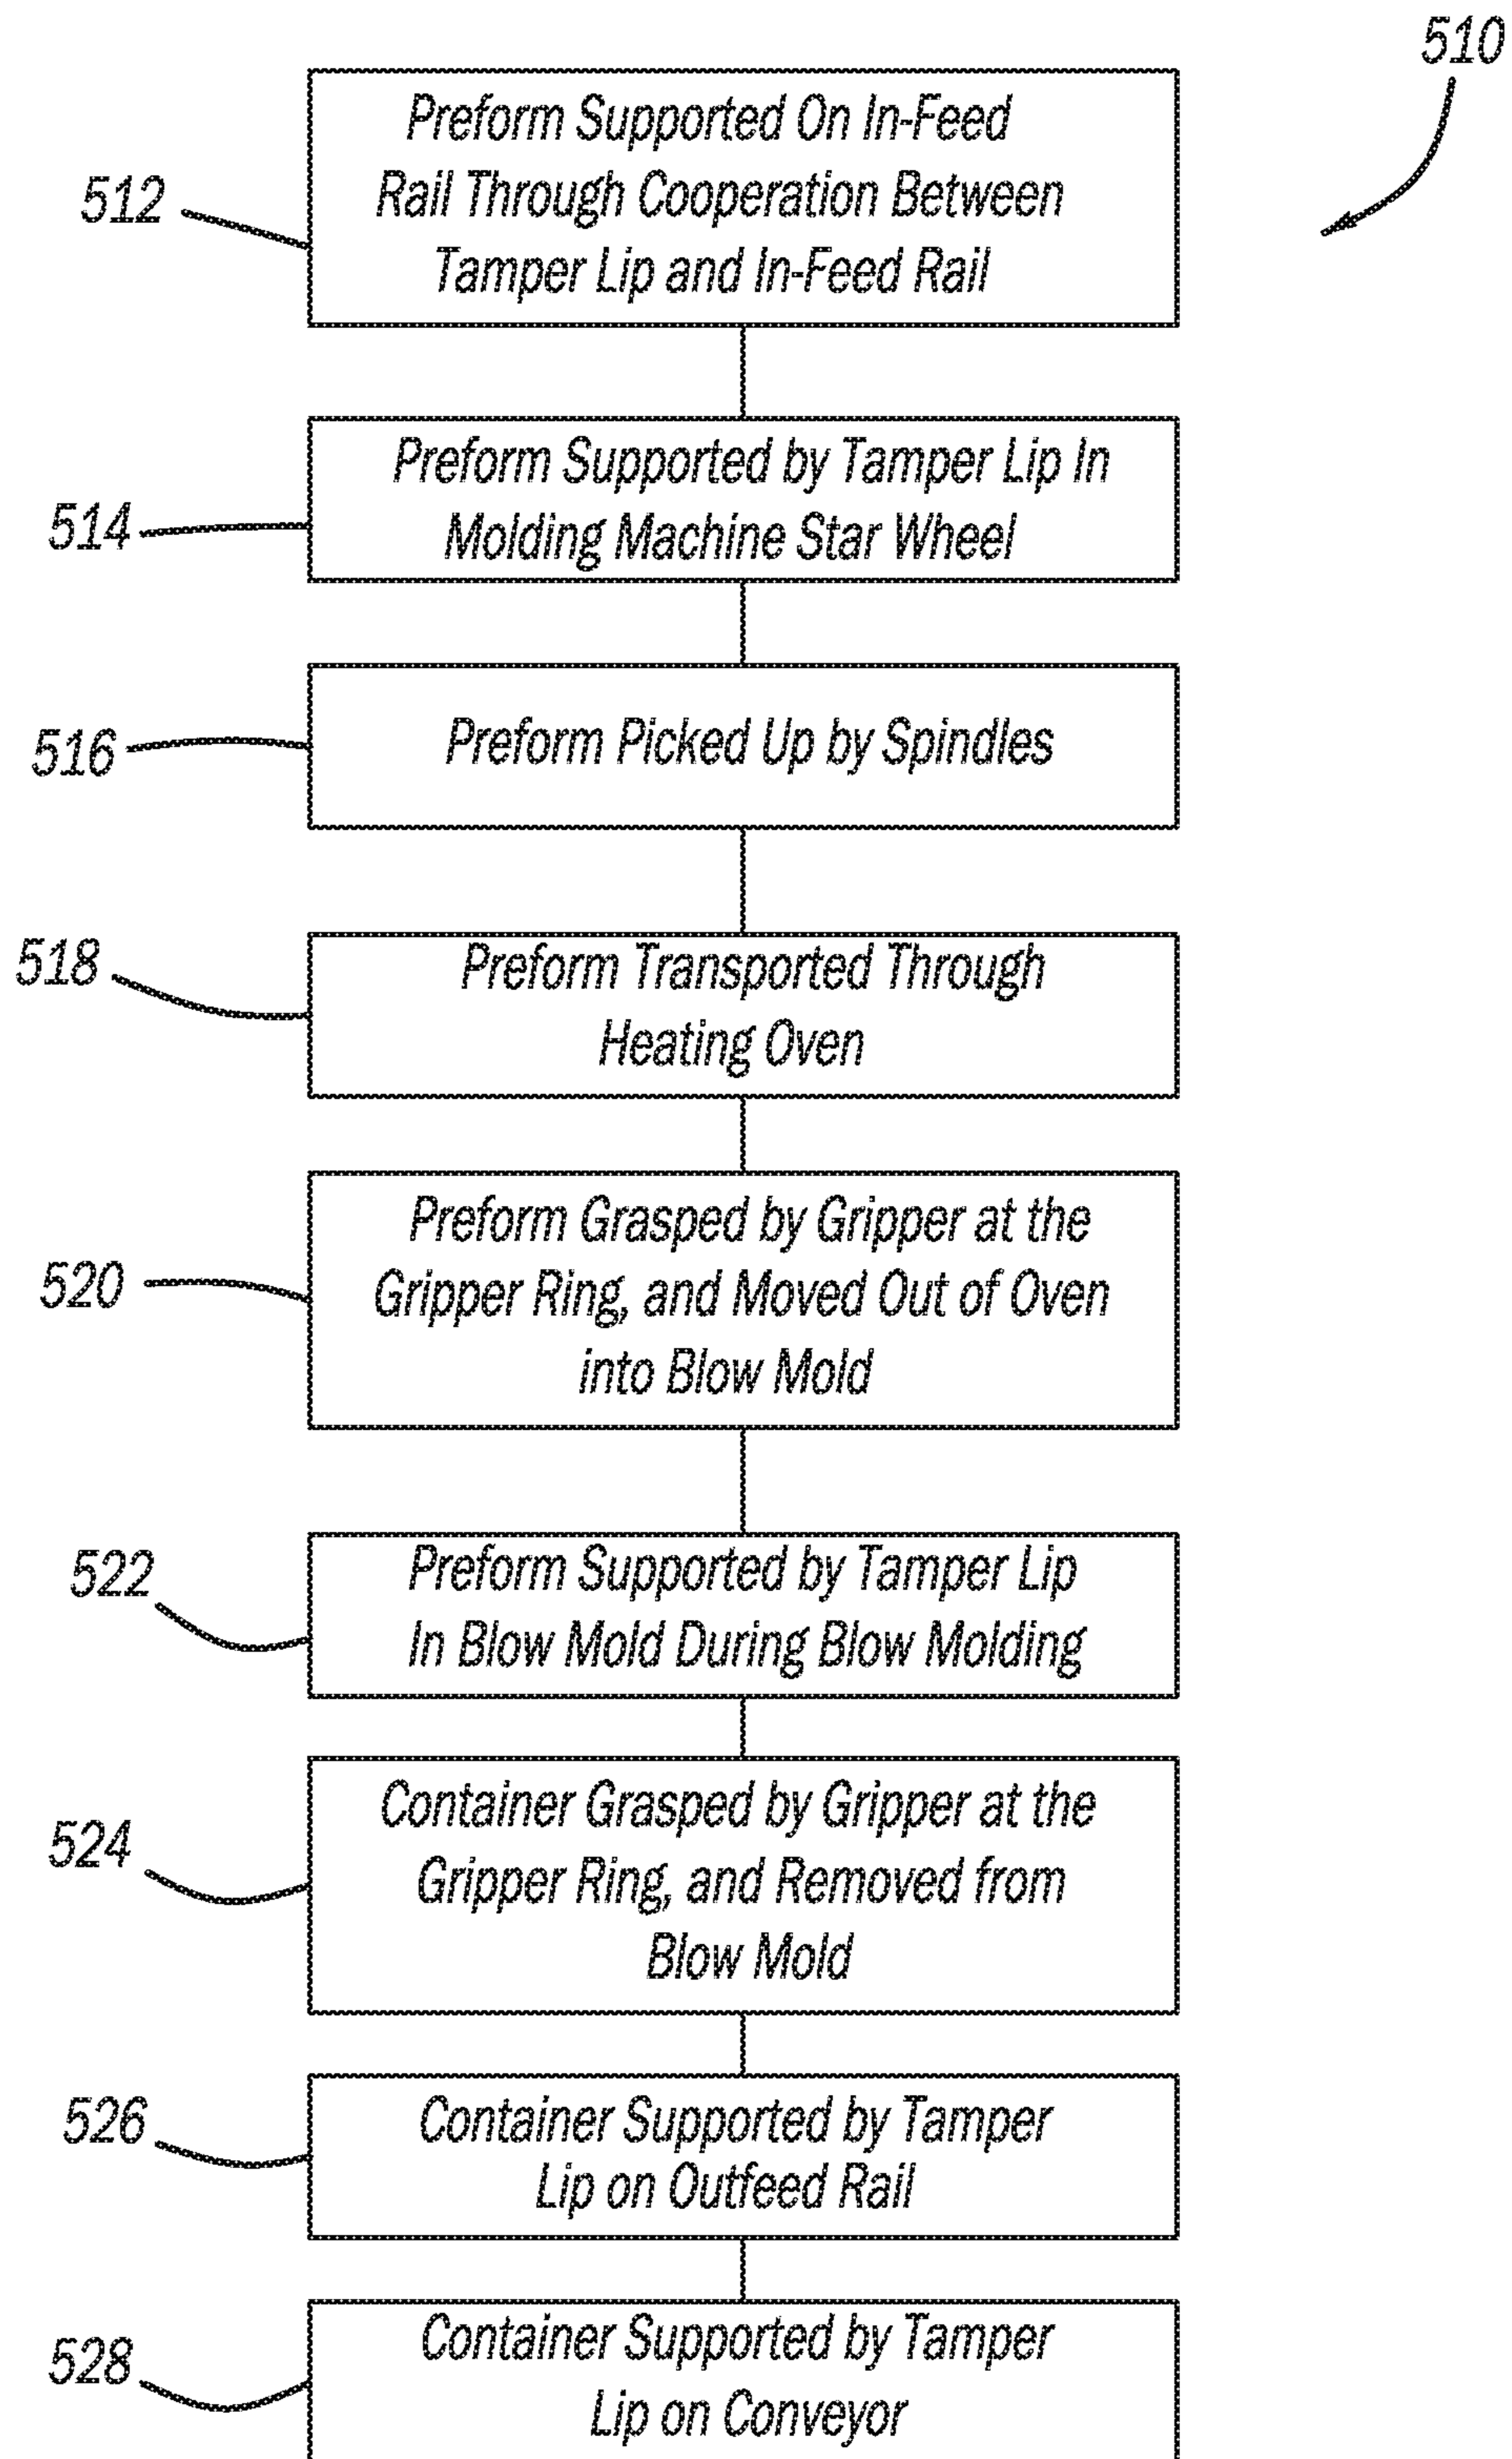 510
512
Preform Supported On In-Feed
Rail Through Cooperation Between
Tamper Lip and In-Feed Rail
514
Preform Supported by Tamper Lip In
Molding Machine Star Wheel
516
Preform Picked Up by Spindles
518
Preform Transported Through
Heating Oven
520
Preform Grasped by Gripper at the
Gripper Ring, and Moved Out of Oven
into Blow Mold
522
Preform Supported by Tamper Lip
In Blow Mold During Blow Molding
524
Container Grasped by Gripper at the
Gripper Ring, and Removed from
Blow Mold
526
Container Supported by Tamper
Lip on Outfeed Rail
528
Container Supported by Tamper
Lip on Conveyor